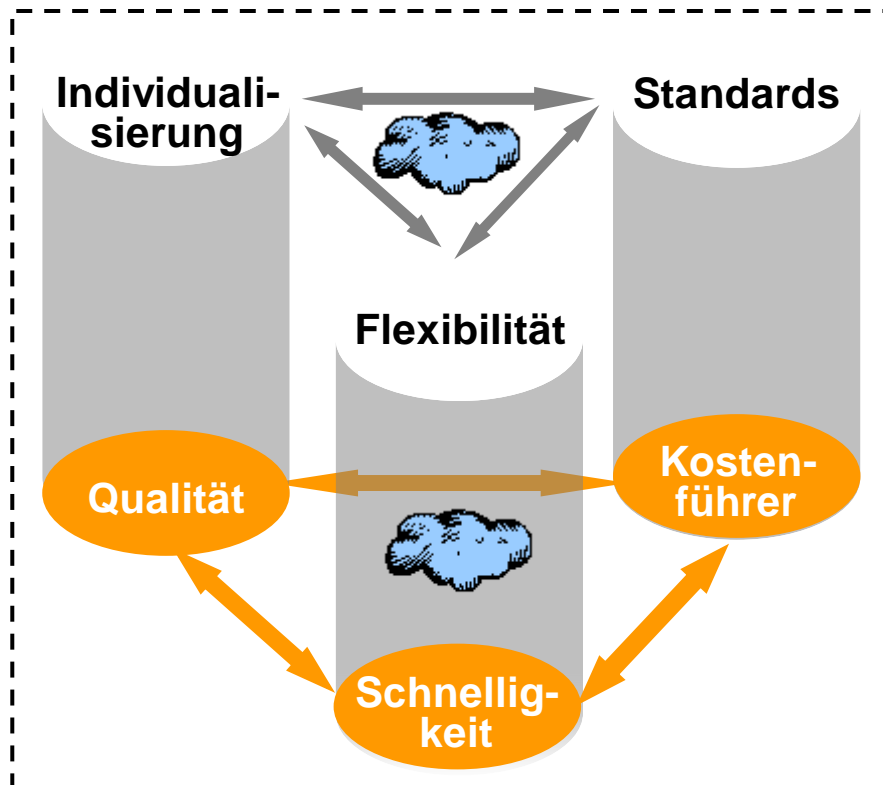 Individuali-
sierung
Standards
Flexibilität
Qualität
Kosten-
führer
Schnellig-
keit